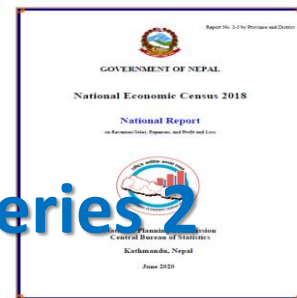 Report No. 2-3 by Province and District
GOVERNMENT OF NEPAL
National Economic Census 2018
National Report
on Revenues/Sales, Expenses, and Profit and Loss
eries 2
Central Bureau of Statistics
Kathmandu, Nepal
June 2020